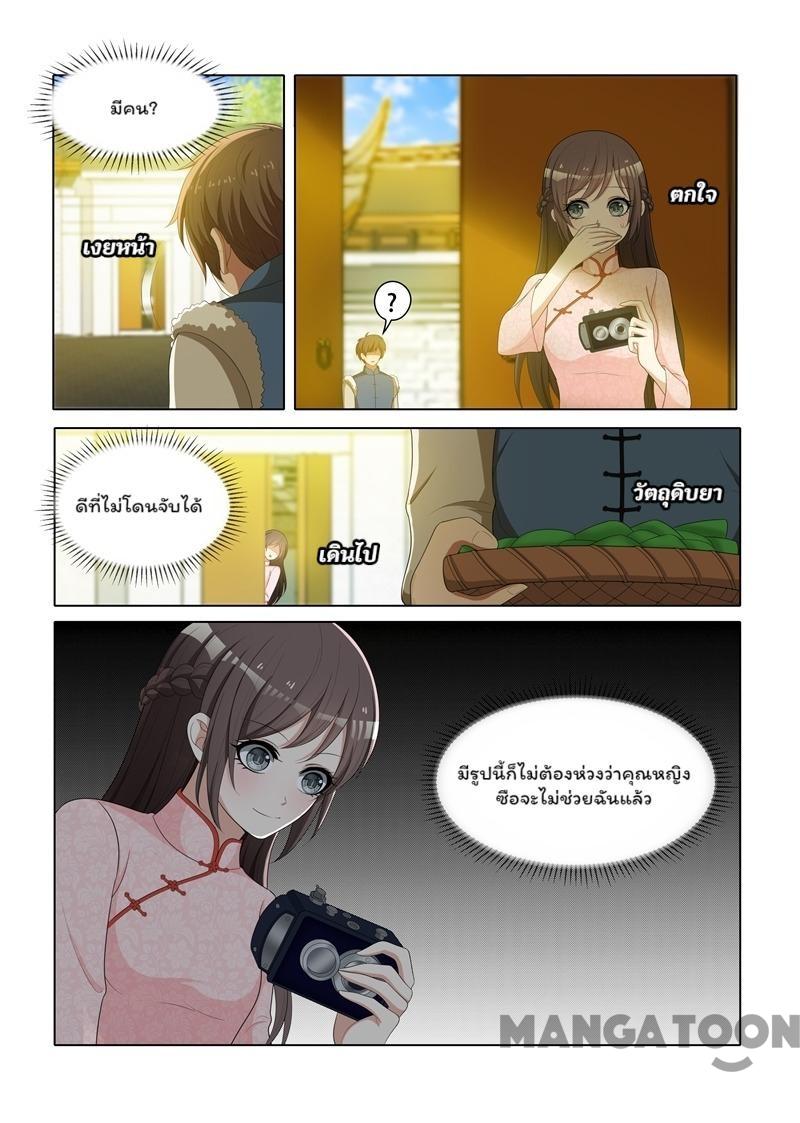 มีคน?
เงยหน้า
ตกใจ
?
ดีที่ไม่โดนจับได้
เดินไป
วัตถุดิบยา
มีรูปนี้ก็ไม่ต้องห่วงว่าคุณหญิง
ซือจะไม่ช่วยฉันแล้ว
MANGATOON